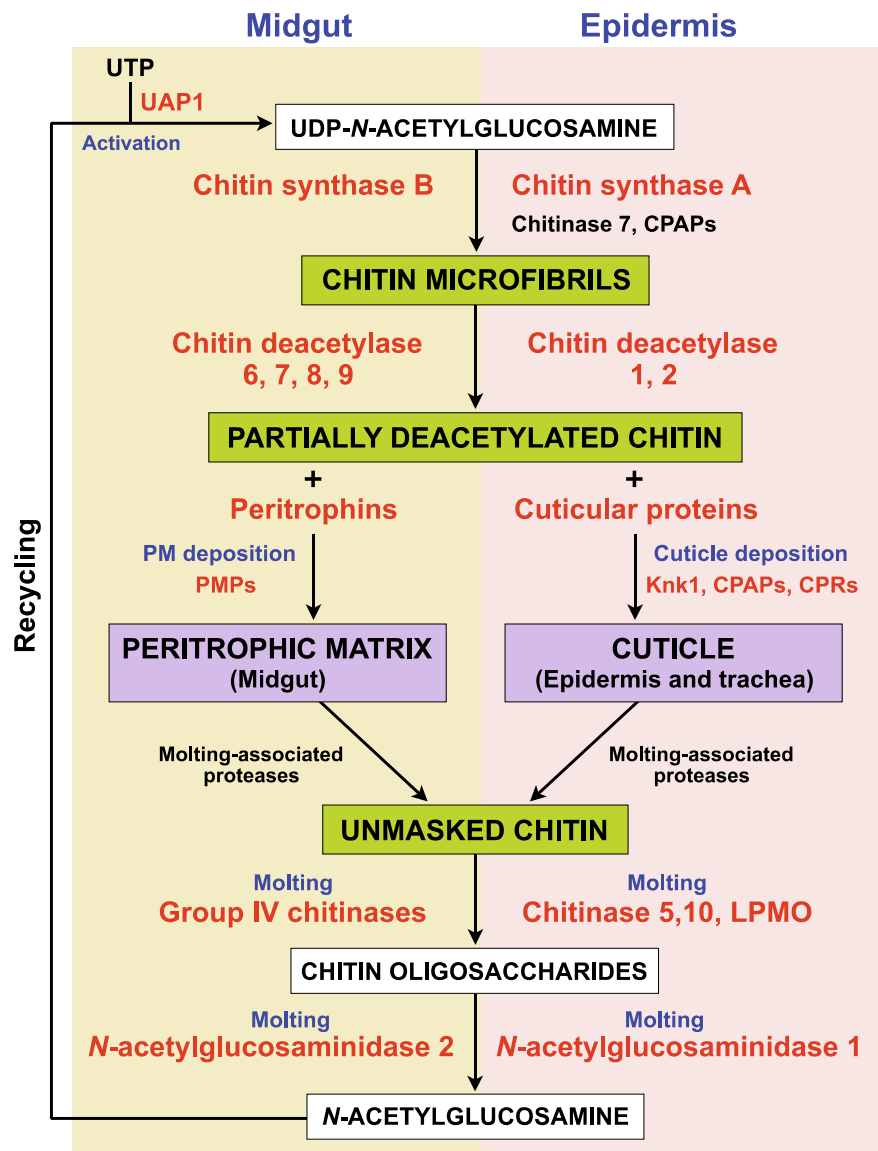 Midgut
Epidermis
UTP
UAP1
Activation
UDP-N-ACETYLGLUCOSAMINE
Chitin synthase B
Chitin synthase A
Chitinase 7, CPAPs
CHITIN MICROFIBRILS
Chitin deacetylase
6, 7, 8, 9
Chitin deacetylase
1, 2
PARTIALLY DEACETYLATED CHITIN
+
Peritrophins
+
Cuticular proteins
PM deposition
PMPs
Cuticle deposition
Knk1, CPAPs, CPRs
PERITROPHIC MATRIX
(Midgut)
CUTICLE
(Epidermis and trachea)
Molting-associated
proteases
Molting-associated
proteases
UNMASKED CHITIN
Molting
Group IV chitinases
Molting
Chitinase 5,10, LPMO
CHITIN OLIGOSACCHARIDES
Molting
N-acetylglucosaminidase 2
Molting
N-acetylglucosaminidase 1
N-ACETYLGLUCOSAMINE
Recycling